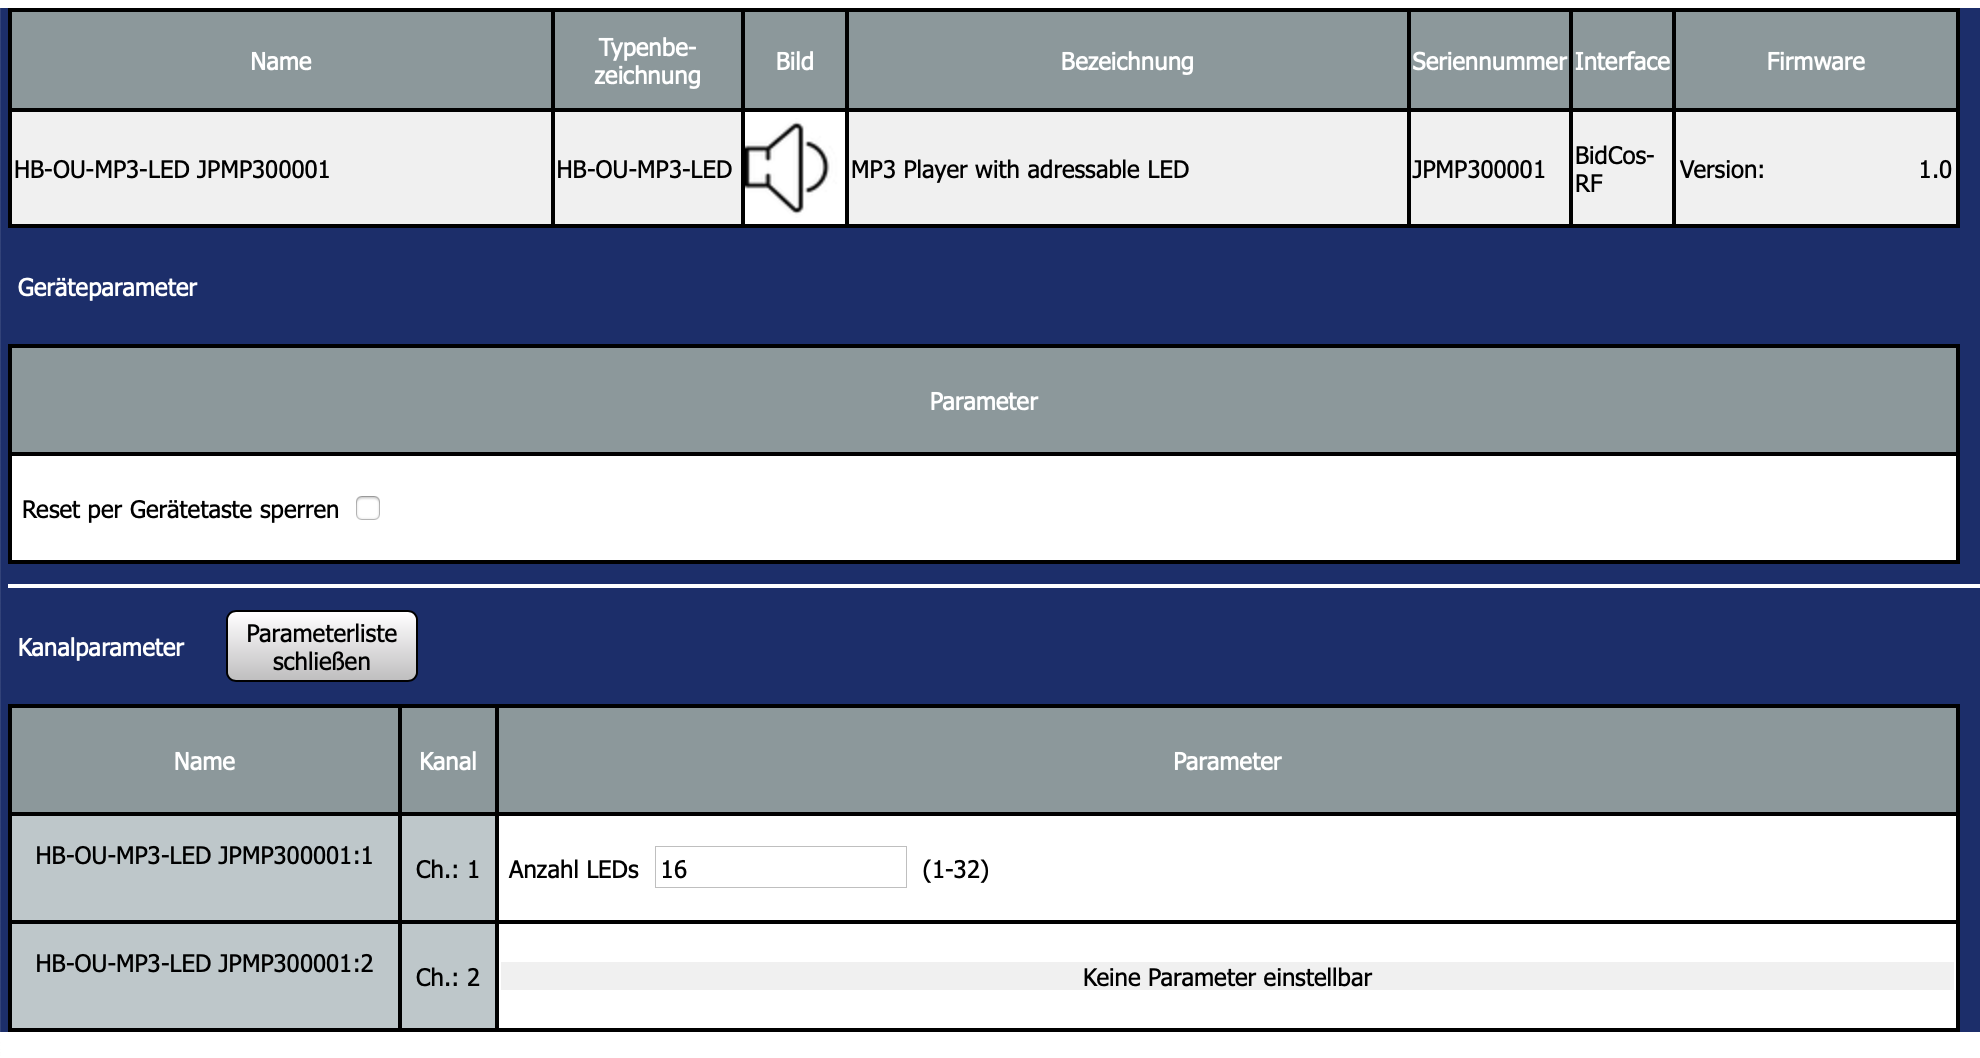 Name
Typenbe-
zeichnung
Bild
Bezeichnung
Seriennummer
Interface
Firmware
HB-OU-MP3-LED JPMP300001
HB-OU-MP3-LED
MP3 Player with adressable LED
JPMP300001
BidCos-
RF
Version: 1.0
Geräteparameter
Parameter
Reset per Gerätetaste sperren
Kanalparameter
Parameterliste
schließen
Name
Kanal
Parameter
HB-OU-MP3-LED JPMP300001:1
Ch.: 1
Anzahl LEDs 16 (1-32)
HB-OU-MP3-LED JPMP300001:2
Ch.: 2
Keine Parameter einstellbar